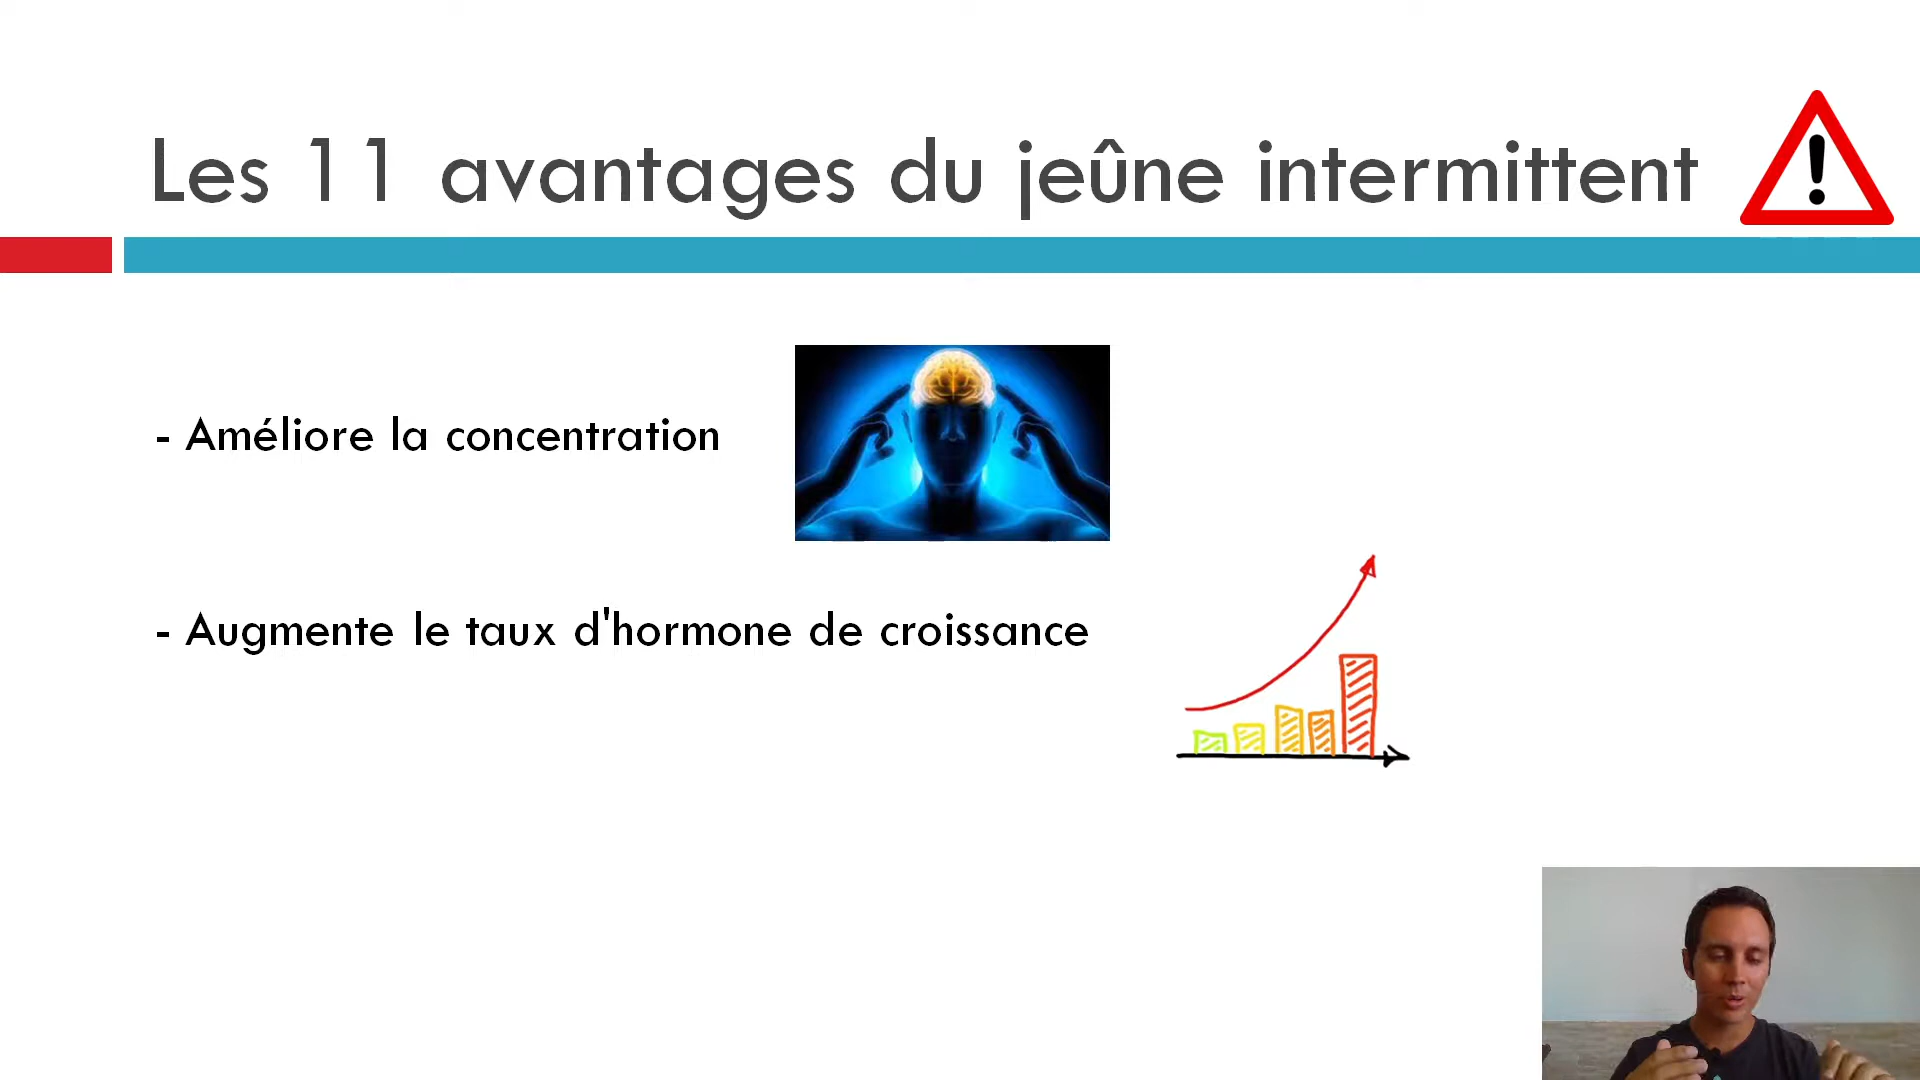 Les 11 avantages du jeûne intermittent
- Améliore la concentration
- Augmente le taux d'hormone de croissance